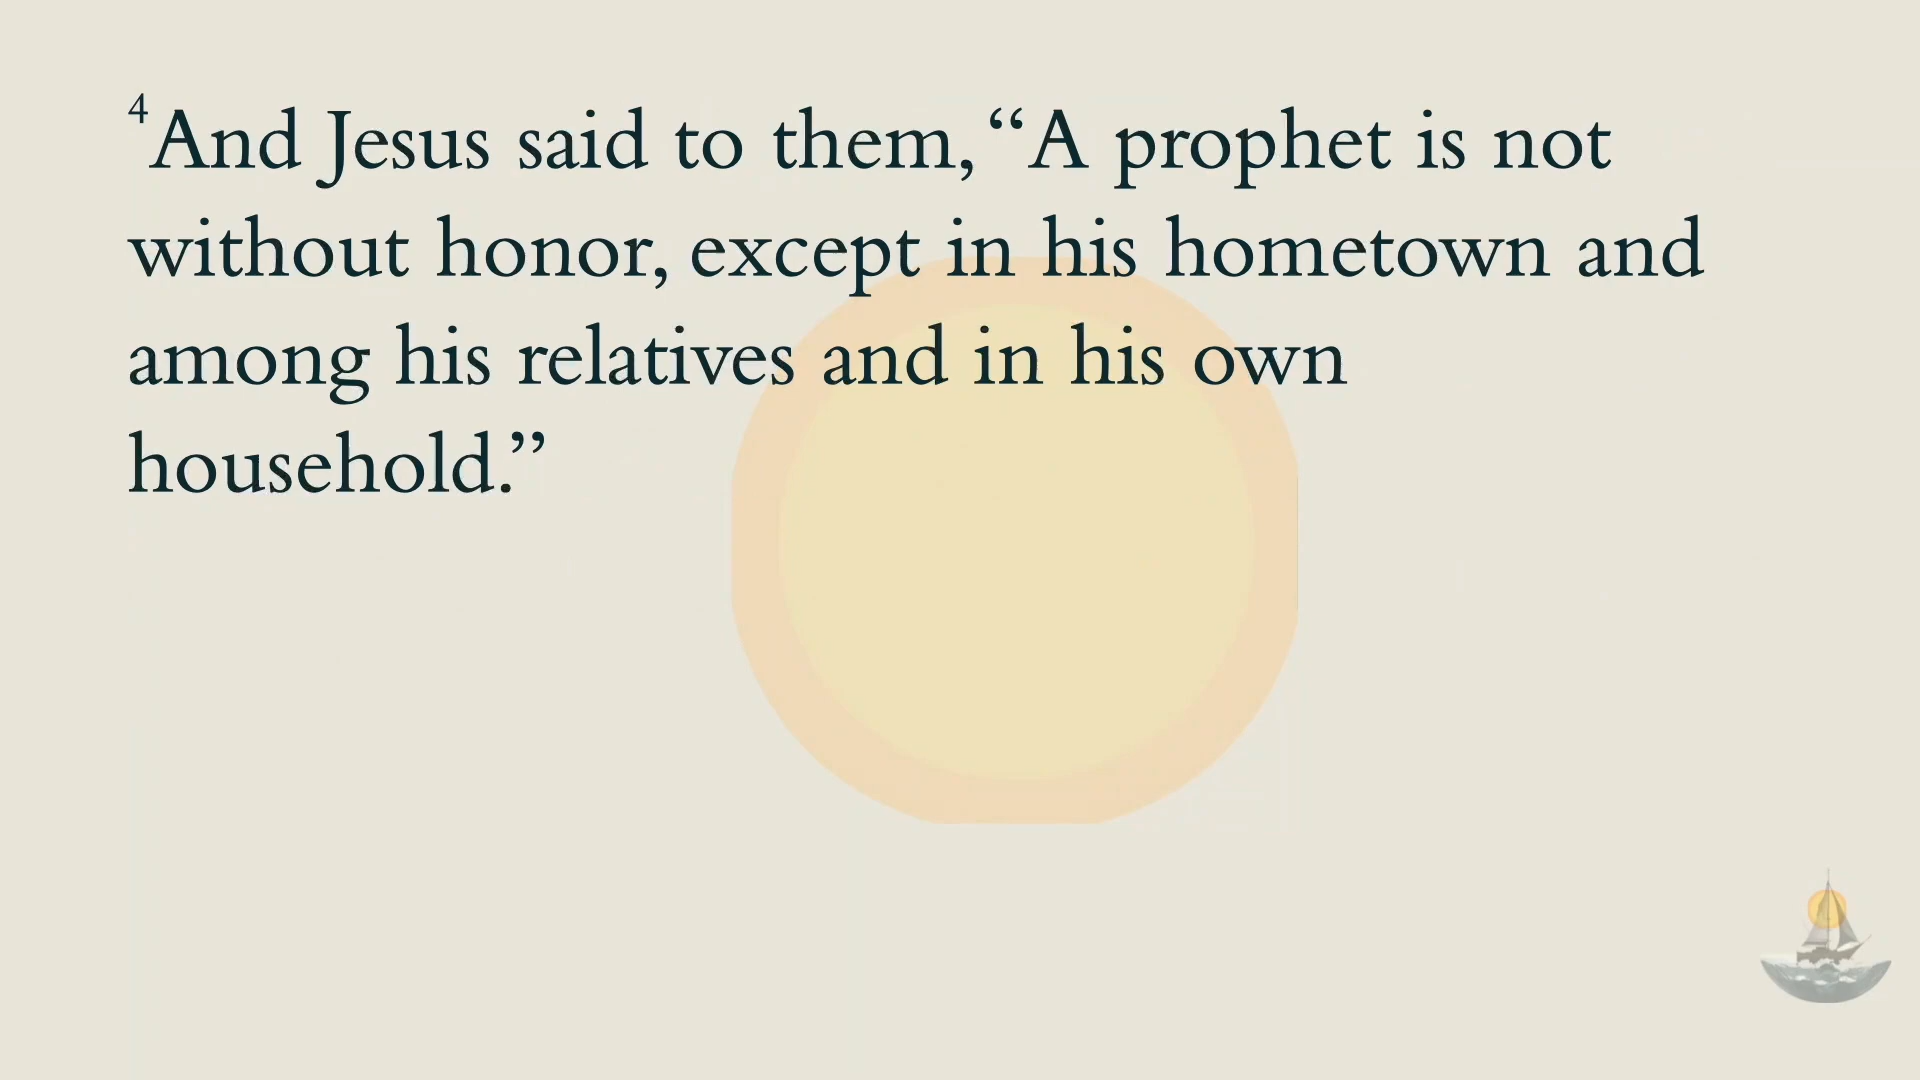 4And Jesus said to them, “A prophet is not
without honor, except in his hometown and
among his relatives and in his own
household.”